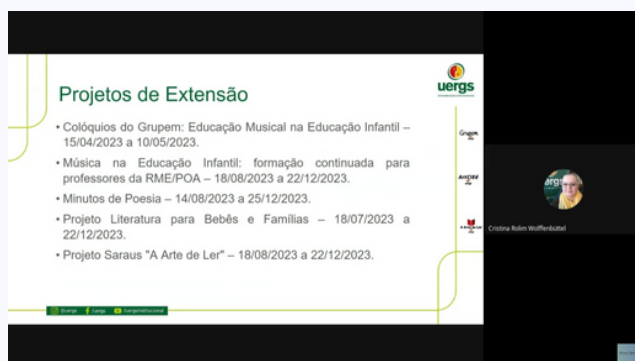 uergs
Projetos de Extensão
• Colóquios do Grupem: Educação Musical na Educação Infantil –
15/04/2023 a 10/05/2023.
• Música na Educação Infantil: formação continuada para
professores da RME/POA – 18/08/2023 a 22/12/2023.
• Minutos de Poesia – 14/08/2023 a 25/12/2023.
• Projeto Literatura para Bebês e Famílias – 18/07/2023 a
22/12/2023.
• Projeto Saraus "A Arte de Ler" – 18/08/2023 a 22/12/2023.
Grupem
Cristina Rolim Wolffenbüttel
/uergs